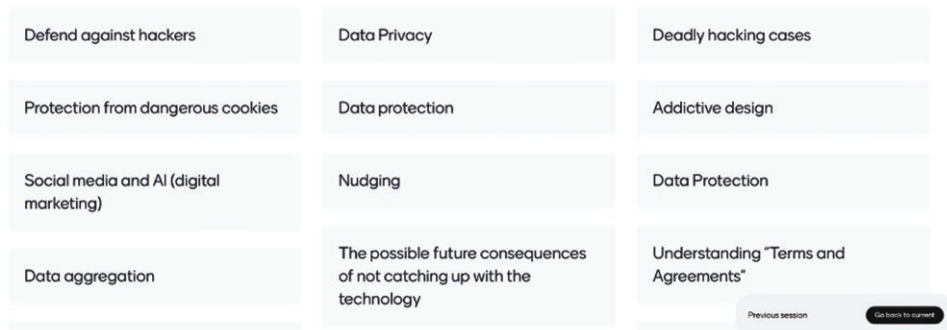 Defend against hackers
Data Privacy
Deadly hacking cases
Protection from dangerous cookies
Data protection
Addictive design
Social media and AI (digital
marketing)
Nudging
Data Protection
Data aggregation
The possible future consequences
of not catching up with the
technology
Understanding "Terms and
Agreements"
Previous session
Go back to current